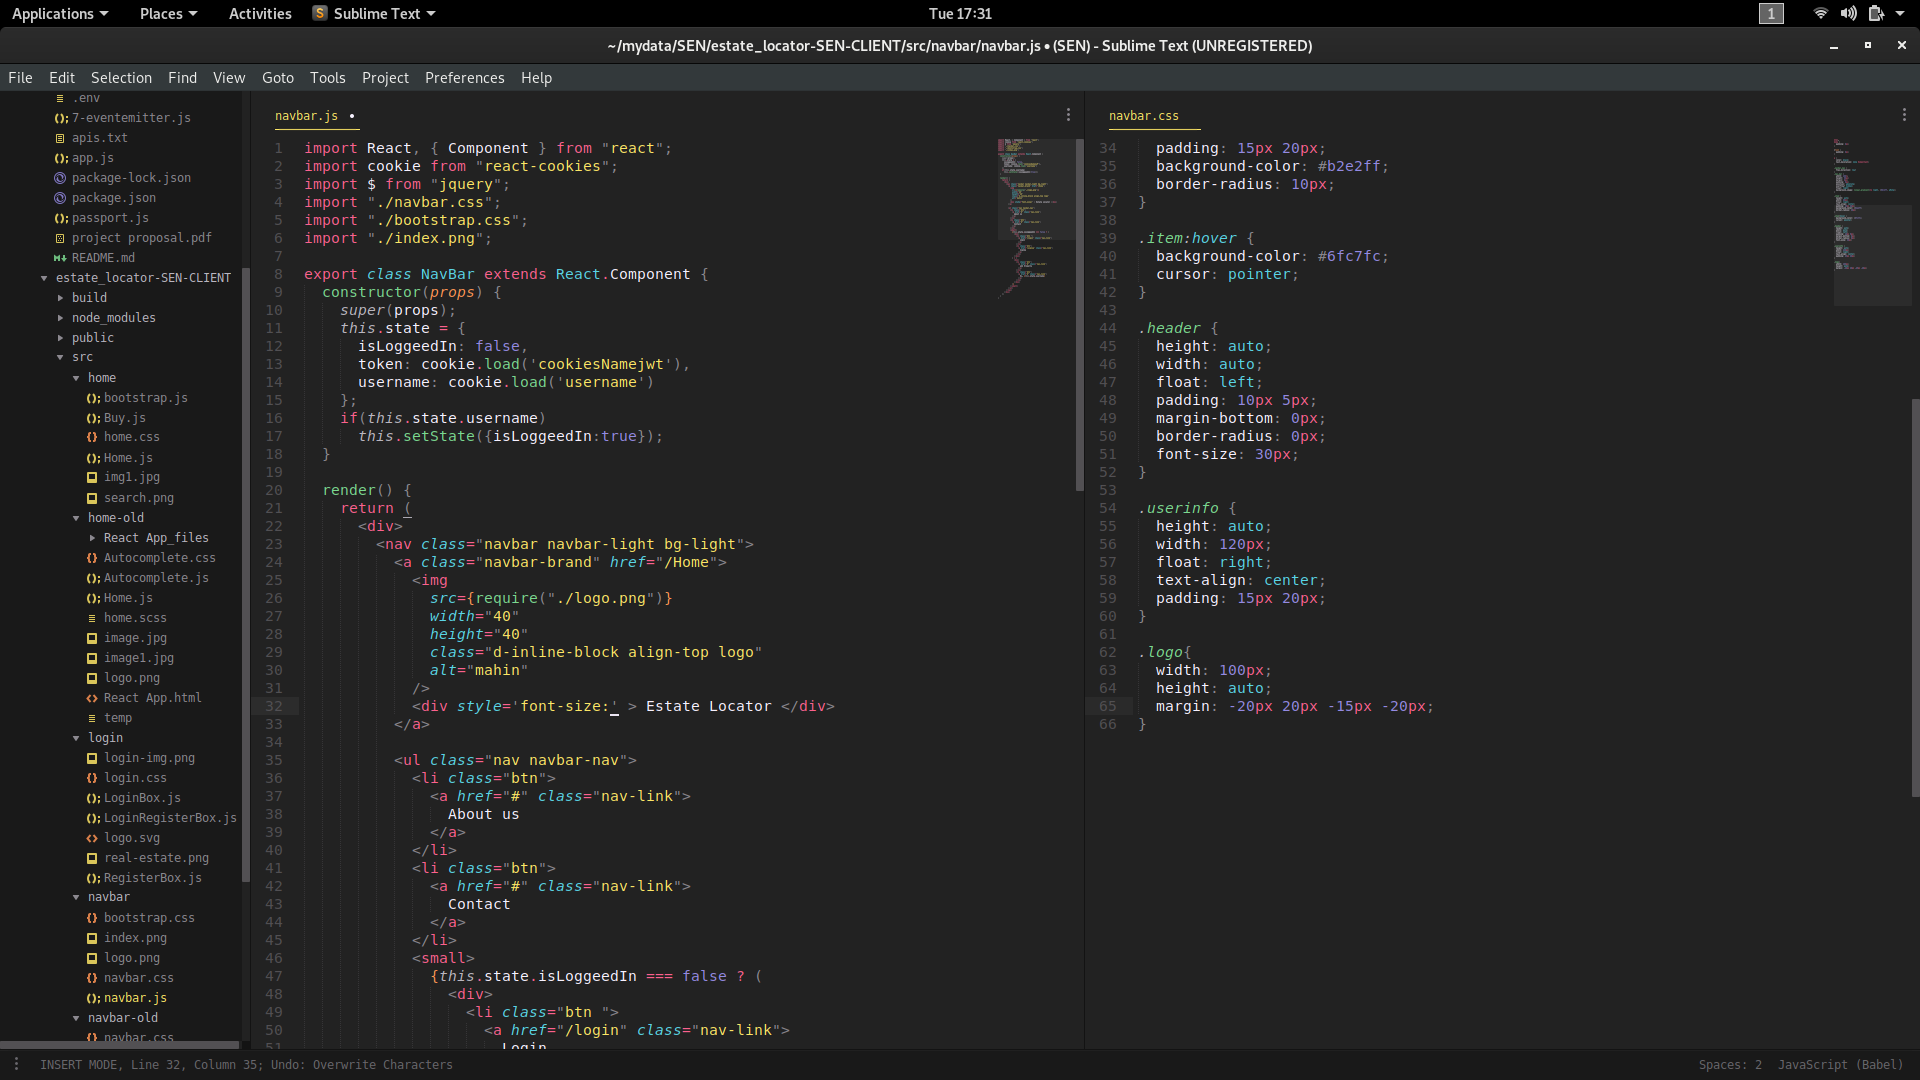 Applications Places Activities Sublime Text Tue 17:31 1
~/mydata/SEN/estate_locator-SEN-CLIENT/src/navbar/navbar.js • (SEN) - Sublime Text (UNREGISTERED)
File Edit Selection Find View Goto Tools Project Preferences Help
.env
7-eventemitter.js
apis.txt
app.js
package-lock.json
package.json
passport.js
project proposal.pdf
README.md
estate_locator-SEN-CLIENT
build
node_modules
public
src
home
bootstrap.js
Buy.js
home.css
Home.js
img1.jpg
search.png
home-old
React App_files
Autocomplete.css
Autocomplete.js
Home.js
home.scss
image.jpg
image1.jpg
logo.png
React App.html
temp
login
login-img.png
login.css
LoginBox.js
LoginRegisterBox.js
logo.svg
real-estate.png
RegisterBox.js
navbar
bootstrap.css
index.png
logo.png
navbar.css
navbar.js
navbar-old
navbar.css
navbar.js •
1 import React, { Component } from "react";
2 import cookie from "react-cookies";
3 import $ from "jquery";
4 import "./navbar.css";
5 import "./bootstrap.css";
6 import "./index.png";
7
8 export class NavBar extends React.Component {
9 constructor(props) {
10 super(props);
11 this.state = {
12 isLoggeedIn: false,
13 token: cookie.load('cookiesNamejwt'),
14 username: cookie.load('username')
15 };
16 if(this.state.username)
17 this.setState({isLoggeedIn:true});
18 }
19
20 render() {
21 return (
22 <div>
23 <nav class="navbar navbar-light bg-light">
24 <a class="navbar-brand" href="/Home">
25 <img
26 src={require("./logo.png")}
27 width="40"
28 height="40"
29 class="d-inline-block align-top logo"
30 alt="mahin"
31 />
32 <div style='font-size:' > Estate Locator </div>
33 </a>
34
35 <ul class="nav navbar-nav">
36 <li class="btn">
37 <a href="#" class="nav-link">
38 About us
39 </a>
40 </li>
41 <li class="btn">
42 <a href="#" class="nav-link">
43 Contact
44 </a>
45 </li>
46 <small>
47 {this.state.isLoggeedIn === false ? (
48 <div>
49 <li class="btn ">
50 <a href="/login" class="nav-link">
51 Login
navbar.css
34 padding: 15px 20px;
35 background-color: #b2e2ff;
36 border-radius: 10px;
37 }
38
39 .item:hover {
40 background-color: #6fc7fc;
41 cursor: pointer;
42 }
43
44 .header {
45 height: auto;
46 width: auto;
47 float: left;
48 padding: 10px 5px;
49 margin-bottom: 0px;
50 border-radius: 0px;
51 font-size: 30px;
52 }
53
54 .userinfo {
55 height: auto;
56 width: 120px;
57 float: right;
58 text-align: center;
59 padding: 15px 20px;
60 }
61
62 .logo{
63 width: 100px;
64 height: auto;
65 margin: -20px 20px -15px -20px;
66 }
INSERT MODE, Line 32, Column 35; Undo: Overwrite Characters Spaces: 2 JavaScript (Babel)